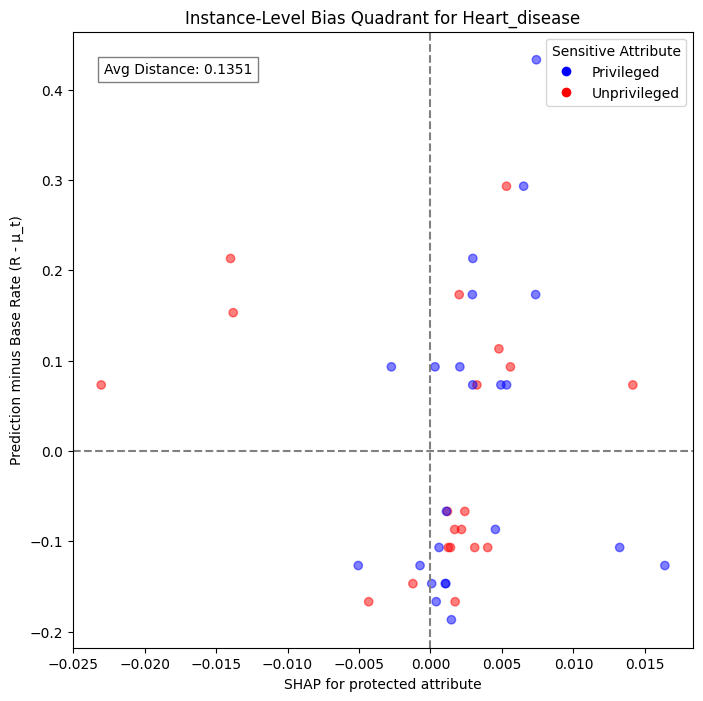 Instance-Level Bias Quadrant for Heart_disease
Avg Distance: 0.1351
Sensitive Attribute
Privileged
Unprivileged
Prediction minus Base Rate (R - μ_t)
0.4
0.3
0.2
0.1
0.0
−0.1
−0.2
−0.025
−0.020
−0.015
−0.010
−0.005
0.000
0.005
0.010
0.015
SHAP for protected attribute